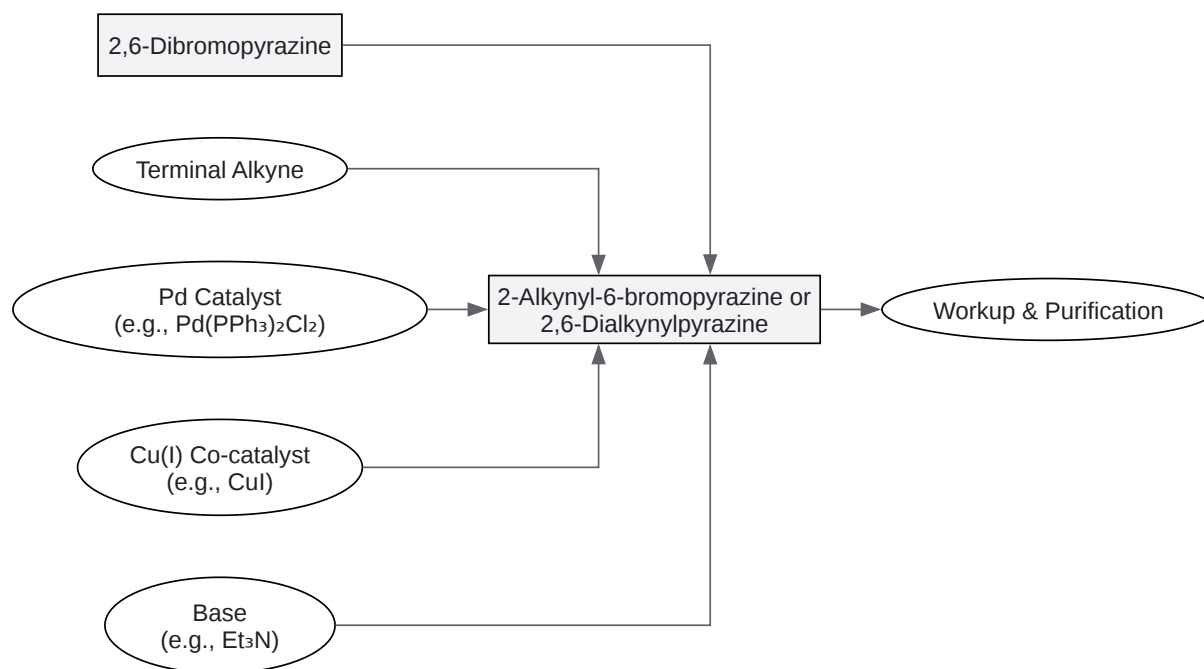 2,6-Dibromopyrazine
Terminal Alkyne
Pd Catalyst
(e.g., Pd(PPh₃)₂Cl₂)
2-Alkynyl-6-bromopyrazine or
2,6-Dialkynylpyrazine
Workup & Purification
Cu(I) Co-catalyst
(e.g., CuI)
Base
(e.g., Et₃N)